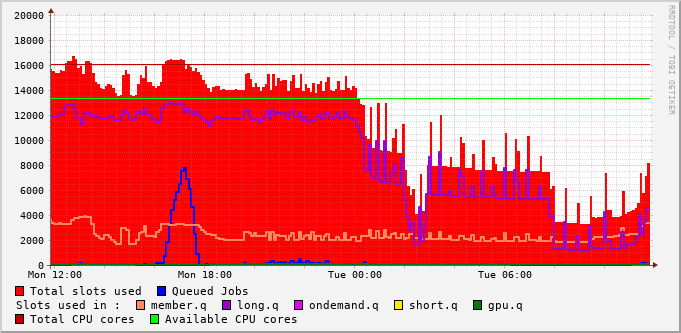 20000
18000
16000
14000
12000
10000
8000
6000
4000
2000
0
Mon 12:00 Mon 18:00 Tue 00:00 Tue 06:00
Total slots used Queued Jobs
Slots used in : member.q long.q ondemand.q short.q gpu.q
Total CPU cores Available CPU cores
RRDTOOL / TOBI OETIKER